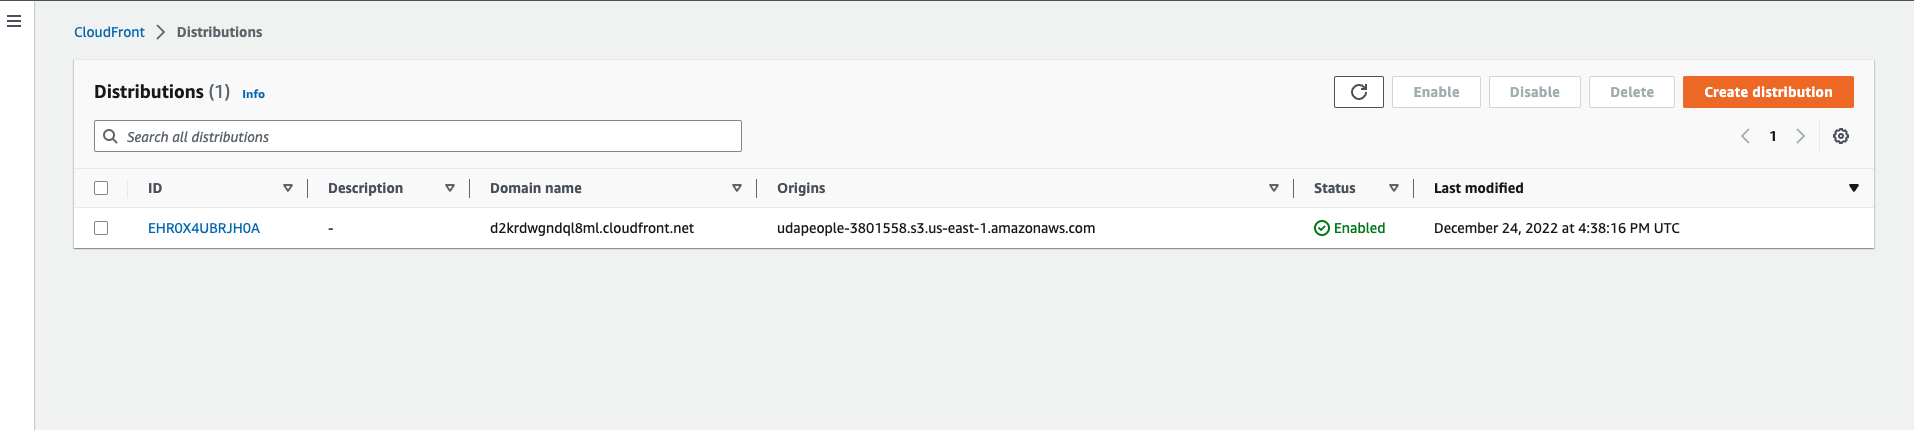 CloudFront > Distributions
Distributions (1) Info
Enable Disable Delete Create distribution
Search all distributions
1
ID Description Domain name Origins Status Last modified
EHR0X4UBRJH0A - d2krdwgndql8ml.cloudfront.net udapeople-3801558.s3.us-east-1.amazonaws.com Enabled December 24, 2022 at 4:38:16 PM UTC